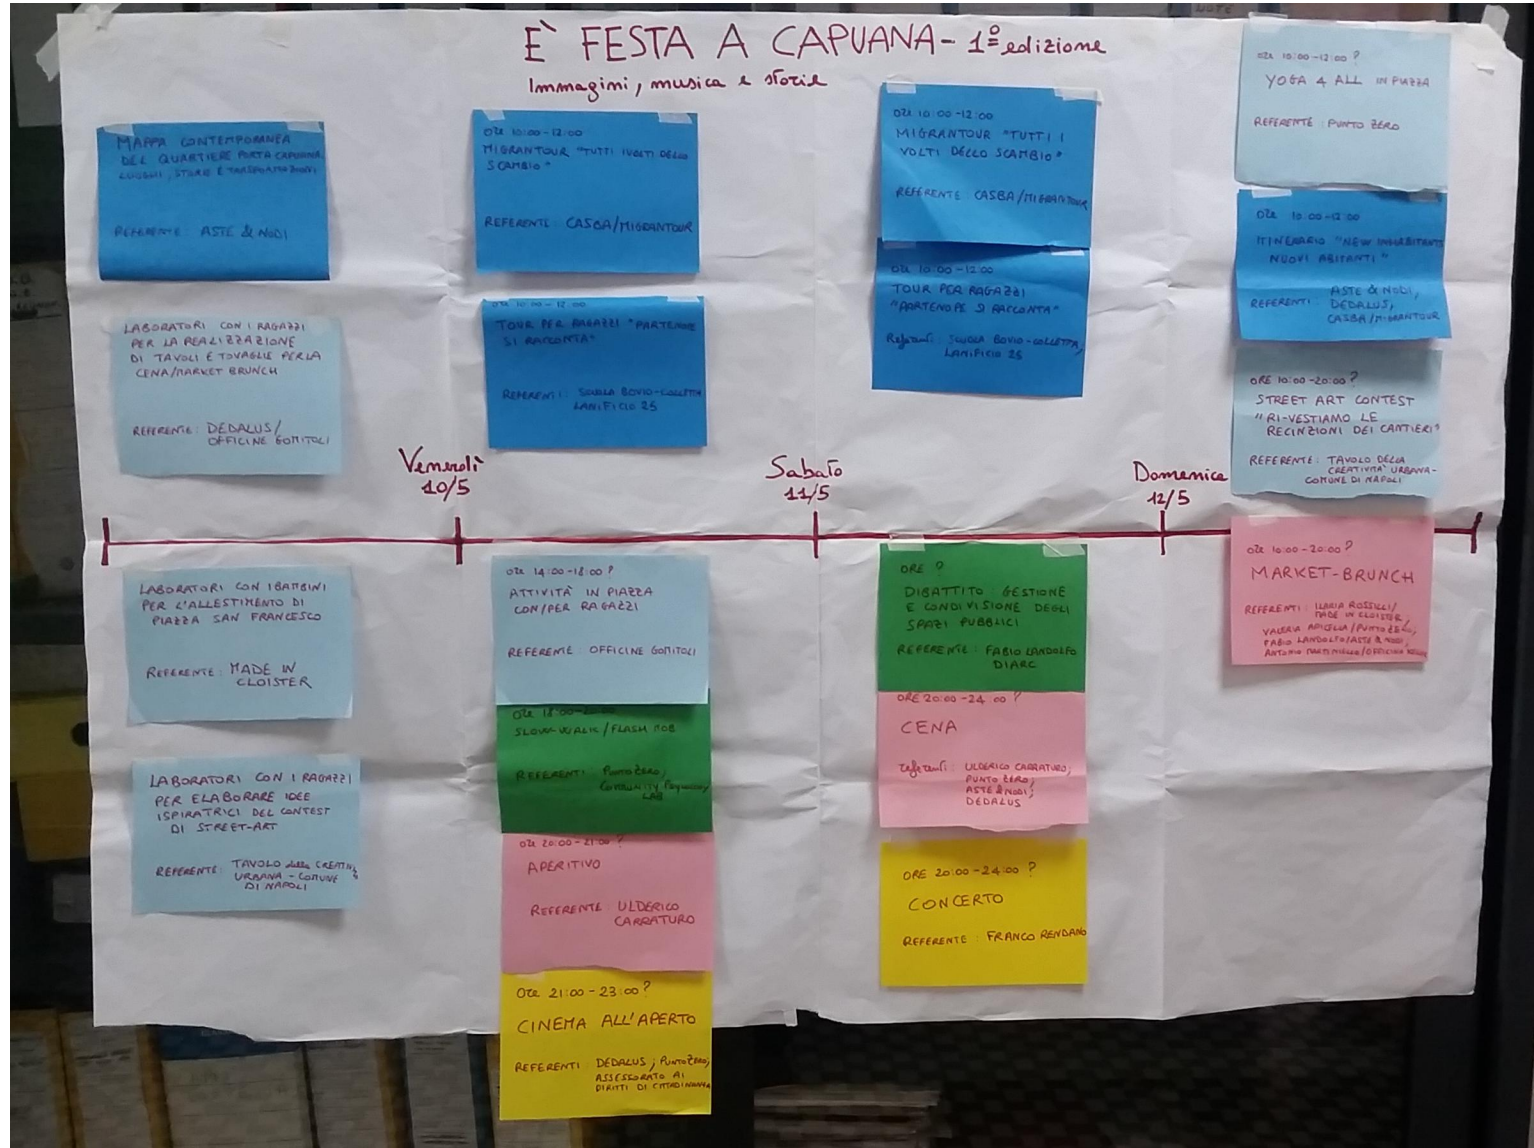 È FESTA A CAPUANA - 1ª edizione
Immagini, musica e storie
MAPPA CONTEMPORANEA
DEL QUARTIERE PORTA CAPUANA.
LUOGHI, STORIE E TRASFORMAZIONI
REFERENTE: ASTE & NODI
LABORATORI CON I RAGAZZI
PER LA REALIZZAZIONE
DI TAVOLI E TOVAGLIE PER LA
CENA/MARKET BRUNCH
REFERENTE: DEDALUS/
OFFICINE GOMITOLI
LABORATORI CON I BAMBINI
PER L'ALLESTIMENTO DI
PIAZZA SAN FRANCESCO
REFERENTE: MADE IN
CLOISTER
LABORATORI CON I RAGAZZI
PER ELABORARE IDEE
ISPIRATRICI DEL CONTEST
DI STREET-ART
REFERENTE: TAVOLO della
URBANA - COMUNE
DI NAPOLI
Venerdì
10/5
ore 10:00-12:00
MIGRANTOUR "TUTTI I VOLTI DELLO
SCAMBIO"
REFERENTE: CASBA/MIGRANTOUR
ore 10:00-12:00
TOUR PER RAGAZZI "PARTENOPE
SI RACCONTA"
REFERENTI: SCUOLA BOVIO-COLLETTA
LANIFICIO 25
ore 14:00-18:00?
ATTIVITÀ IN PIAZZA
CON/PER RAGAZZI
REFERENTE: OFFICINE GOMITOLI
ore 18:00-20:00
SLOW WALK/FLASH MOB
REFERENTI: PUNTO ZERO;
COMMUNITY PSYCHOLOGY
LAB
ore 20:00-21:00?
APERITIVO
REFERENTE: ULDERICO
CARRATURO
Ore 21:00-23:00?
CINEMA ALL'APERTO
REFERENTI: DEDALUS; PUNTO ZERO;
ASSESSORATO AI
DIRITTI DI CITTADINANZA
Sabato
11/5
ore 10:00-12:00
MIGRANTOUR "TUTTI I
VOLTI DELLO SCAMBIO"
REFERENTE: CASBA/MIGRANTOUR
ore 10:00-12:00
TOUR PER RAGAZZI
"PARTENOPE SI RACCONTA"
Referenti: SCUOLA BOVIO-COLLETTA,
LANIFICIO 25
ORE ?
DIBATTITO GESTIONE
E CONDIVISIONE DEGLI
SPAZI PUBBLICI
REFERENTE: FABIO LANDOLFO
DIARC
ORE 20:00-24:00?
CENA
referenti: ULDERICO CARRATURO;
PUNTO ZERO;
ASTE & NODI;
DEDALUS
ORE 20:00-24:00?
CONCERTO
REFERENTE: FRANCO RENDANO
Domenica
12/5
ore 10:00-12:00?
YOGA 4 ALL IN PIAZZA
REFERENTE: PUNTO ZERO
ore 10:00-12:00
ITINERARIO "NEW INHABITANTS
NUOVI ABITANTI"
REFERENTI: ASTE & NODI,
DEDALUS,
CASBA/MIGRANTOUR
ORE 10:00-20:00?
STREET ART CONTEST
"RI-VESTIAMO LE
RECINZIONI DEI CANTIERI"
REFERENTE: TAVOLO DELLA
CREATIVITÀ URBANA-
COMUNE DI NAPOLI
ore 10:00-20:00?
MARKET-BRUNCH
REFERENTI: ILARIA ROSSILLI/
MADE IN CLOISTER;
VALERIA APICELLA/PUNTO ZERO;
FABIO LANDOLFO/ASTE & NODI;
ANTONIO MARTINIELLO/OFFICINA